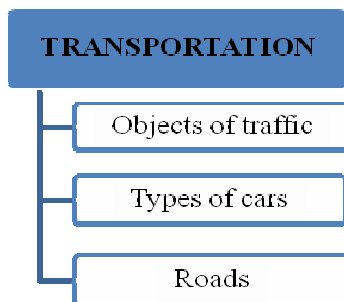 TRANSPORTATION
Objects of traffic
Types of cars
Roads